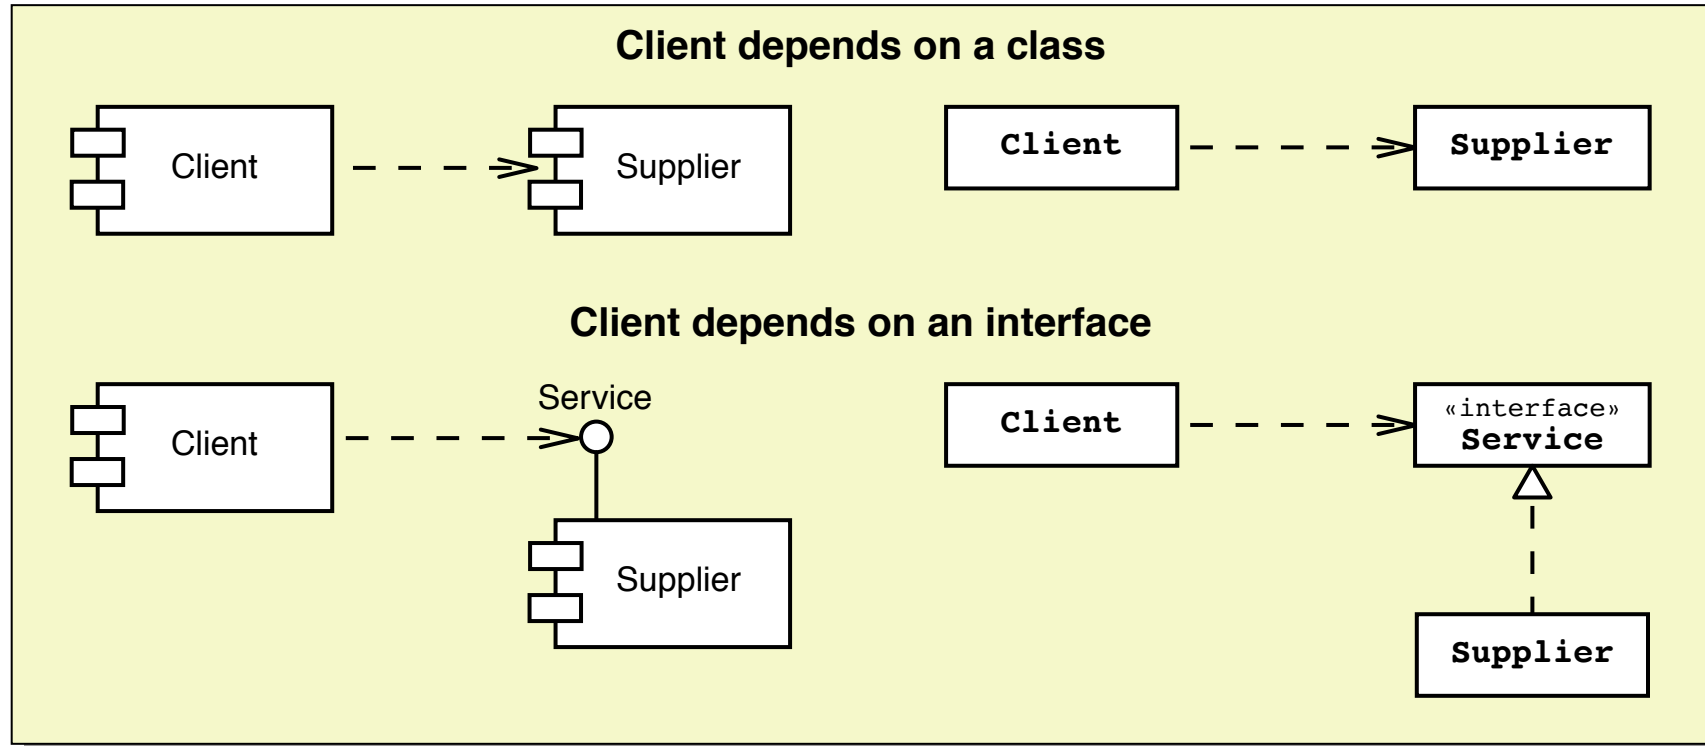 Client depends on a class
Client
Supplier
Client
Supplier
Client depends on an interface
Client
Service
Supplier
Client
«interface»
Service
Supplier